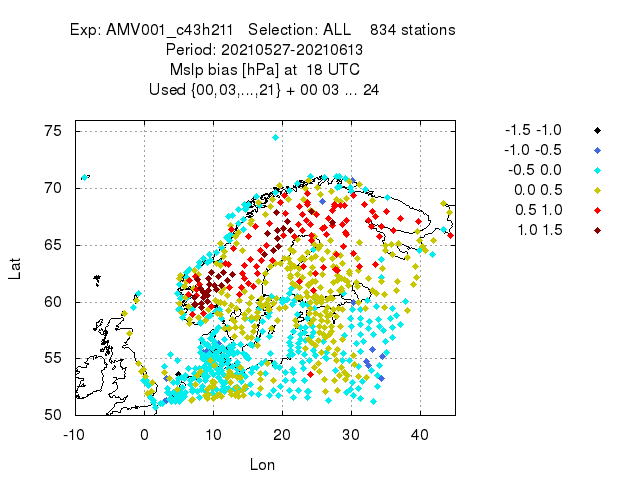 Exp: AMV001_c43h211 Selection: ALL 834 stations
Period: 20210527-20210613
Mslp bias [hPa] at 18 UTC
Used {00,03,...,21} + 00 03 ... 24
-1.5 -1.0
-1.0 -0.5
-0.5 0.0
0.0 0.5
0.5 1.0
1.0 1.5
75
70
65
60
55
50
Lat
-10 0 10 20 30 40
Lon